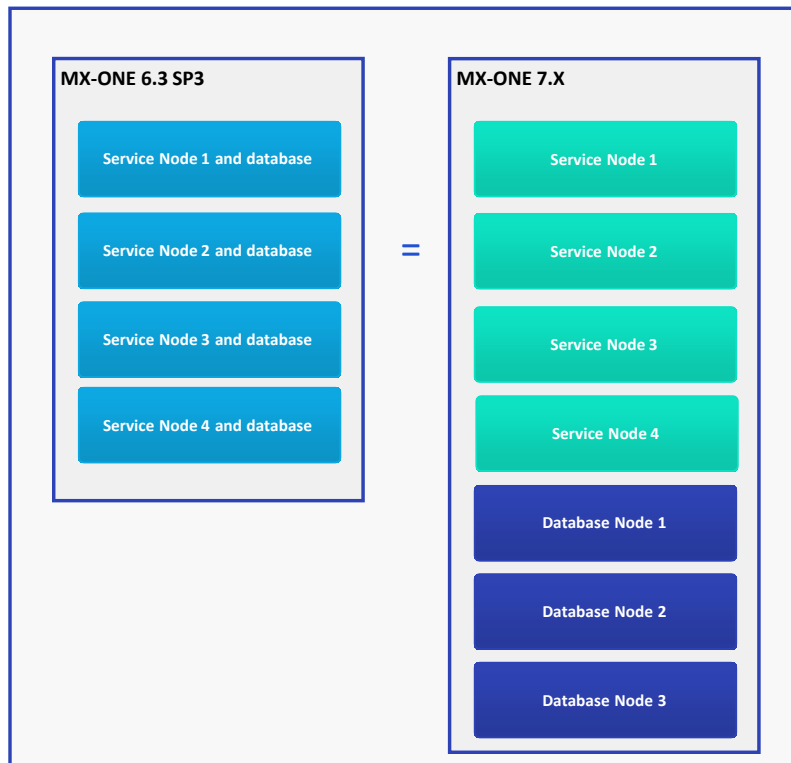 MX-ONE 6.3 SP3
Service Node 1 and database
Service Node 2 and database
Service Node 3 and database
Service Node 4 and database
=
MX-ONE 7.X
Service Node 1
Service Node 2
Service Node 3
Service Node 4
Database Node 1
Database Node 2
Database Node 3